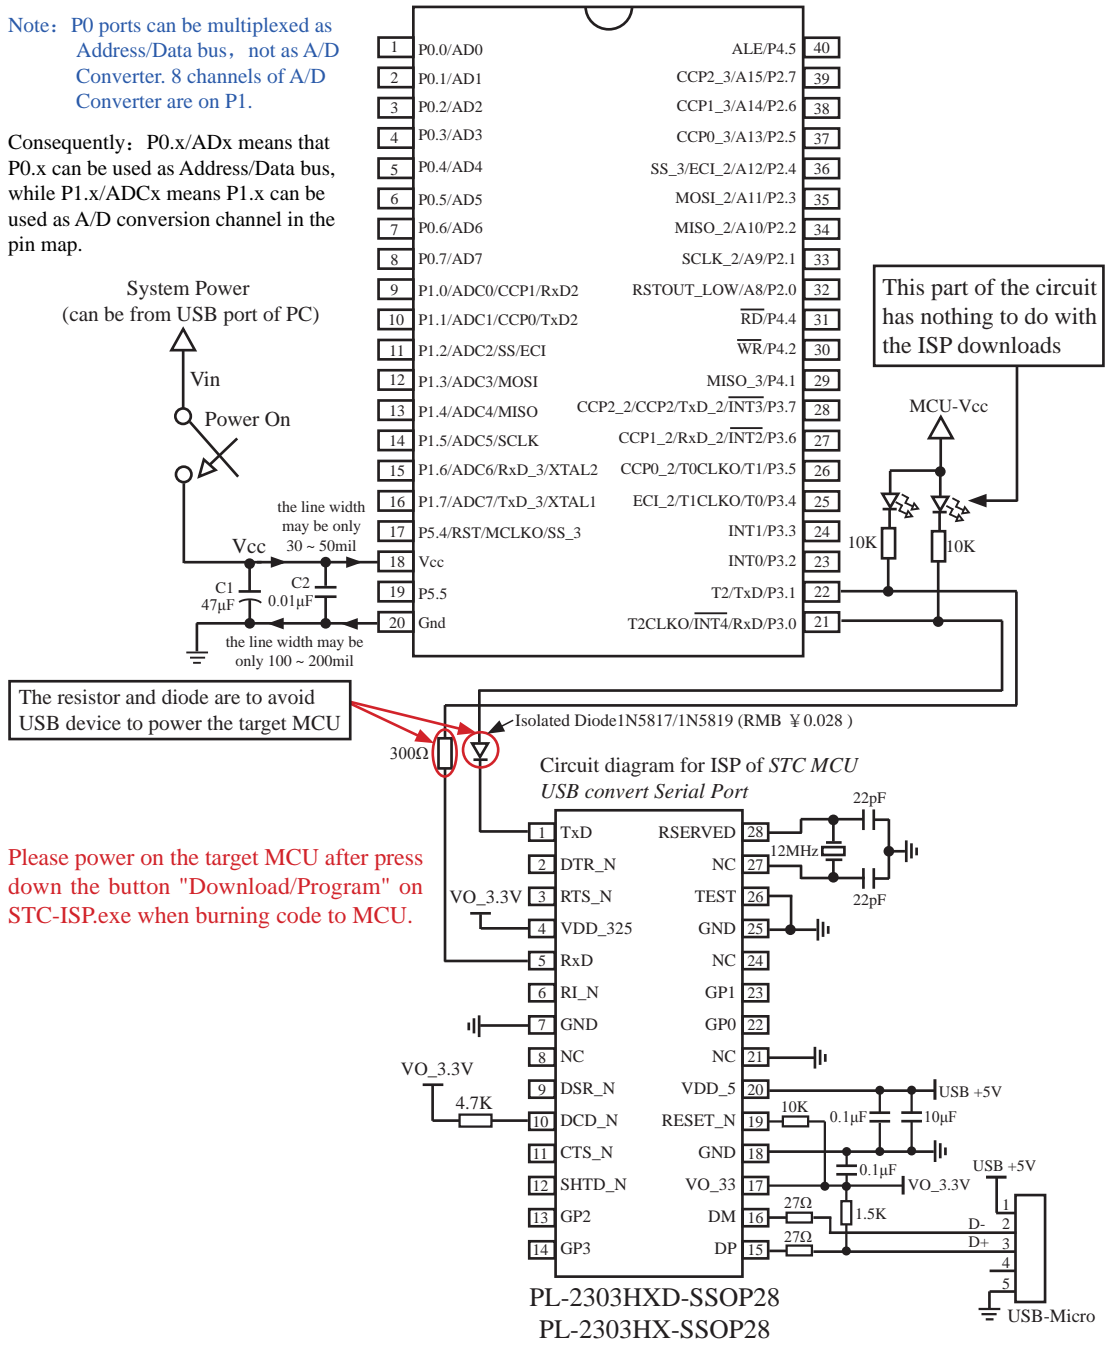 Note： P0 ports can be multiplexed as
Address/Data bus， not as A/D
Converter. 8 channels of A/D
Converter are on P1.
Consequently： P0.x/ADx means that
P0.x can be used as Address/Data bus,
while P1.x/ADCx means P1.x can be
used as A/D conversion channel in the
pin map.
System Power
(can be from USB port of PC)
Vin
Power On
the line width
may be only
30 ~ 50mil
Vcc
C1
47μF
C2
0.01μF
the line width may be
only 100 ~ 200mil
1 P0.0/AD0
2 P0.1/AD1
3 P0.2/AD2
4 P0.3/AD3
5 P0.4/AD4
6 P0.5/AD5
7 P0.6/AD6
8 P0.7/AD7
9 P1.0/ADC0/CCP1/RxD2
10 P1.1/ADC1/CCP0/TxD2
11 P1.2/ADC2/SS/ECI
12 P1.3/ADC3/MOSI
13 P1.4/ADC4/MISO
14 P1.5/ADC5/SCLK
15 P1.6/ADC6/RxD_3/XTAL2
16 P1.7/ADC7/TxD_3/XTAL1
17 P5.4/RST/MCLKO/SS_3
18 Vcc
19 P5.5
20 Gnd
ALE/P4.5 40
CCP2_3/A15/P2.7 39
CCP1_3/A14/P2.6 38
CCP0_3/A13/P2.5 37
SS_3/ECI_2/A12/P2.4 36
MOSI_2/A11/P2.3 35
MISO_2/A10/P2.2 34
SCLK_2/A9/P2.1 33
RSTOUT_LOW/A8/P2.0 32
RD/P4.4 31
WR/P4.2 30
MISO_3/P4.1 29
CCP2_2/CCP2/TxD_2/INT3/P3.7 28
CCP1_2/RxD_2/INT2/P3.6 27
CCP0_2/T0CLKO/T1/P3.5 26
ECI_2/T1CLKO/T0/P3.4 25
INT1/P3.3 24
INT0/P3.2 23
T2/TxD/P3.1 22
T2CLKO/INT4/RxD/P3.0 21
This part of the circuit
has nothing to do with
the ISP downloads
MCU-Vcc
10K
10K
The resistor and diode are to avoid
USB device to power the target MCU
300Ω
Isolated Diode1N5817/1N5819 (RMB ￥0.028 )
Circuit diagram for ISP of STC MCU
USB convert Serial Port
Please power on the target MCU after press
down the button "Download/Program" on
STC-ISP.exe when burning code to MCU.
VO_3.3V
VO_3.3V
4.7K
1 TxD
2 DTR_N
3 RTS_N
4 VDD_325
5 RxD
6 RI_N
7 GND
8 NC
9 DSR_N
10 DCD_N
11 CTS_N
12 SHTD_N
13 GP2
14 GP3
RSERVED 28
NC 27
TEST 26
GND 25
NC 24
GP1 23
GP0 22
NC 21
VDD_5 20
RESET_N 19
GND 18
VO_33 17
DM 16
DP 15
22pF
12MHz
22pF
USB +5V
10K
0.1μF
10μF
0.1μF
VO_3.3V
27Ω
1.5K
27Ω
USB +5V
D-
D+
1
2
3
4
5
USB-Micro
PL-2303HXD-SSOP28
PL-2303HX-SSOP28